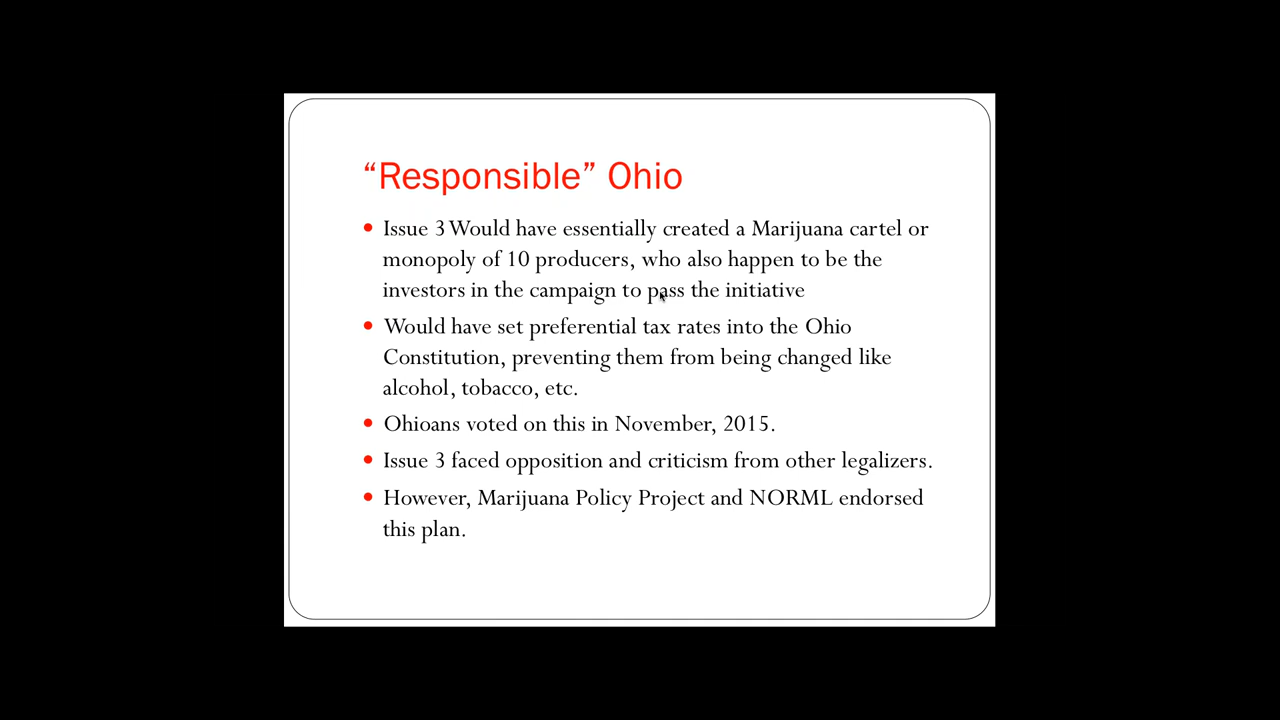 “Responsible” Ohio
• Issue 3 Would have essentially created a Marijuana cartel or
monopoly of 10 producers, who also happen to be the
investors in the campaign to pass the initiative
• Would have set preferential tax rates into the Ohio
Constitution, preventing them from being changed like
alcohol, tobacco, etc.
• Ohioans voted on this in November, 2015.
• Issue 3 faced opposition and criticism from other legalizers.
• However, Marijuana Policy Project and NORML endorsed
this plan.